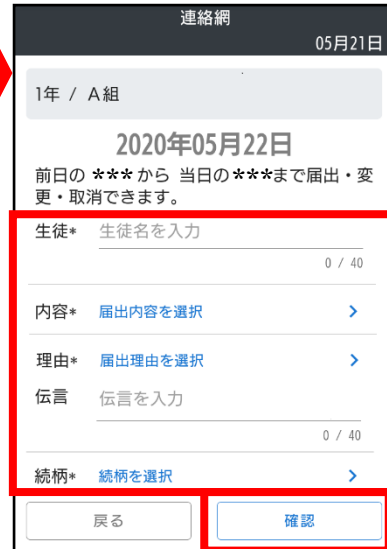 連絡網
05月21日
1年 / A組
2020年05月22日
前日の ***から 当日の***まで届出・変
更・取消できます。
生徒* 生徒名を入力
0 / 40
内容* 届出内容を選択
理由* 届出理由を選択
伝言 伝言を入力
0 / 40
続柄* 続柄を選択
戻る 確認